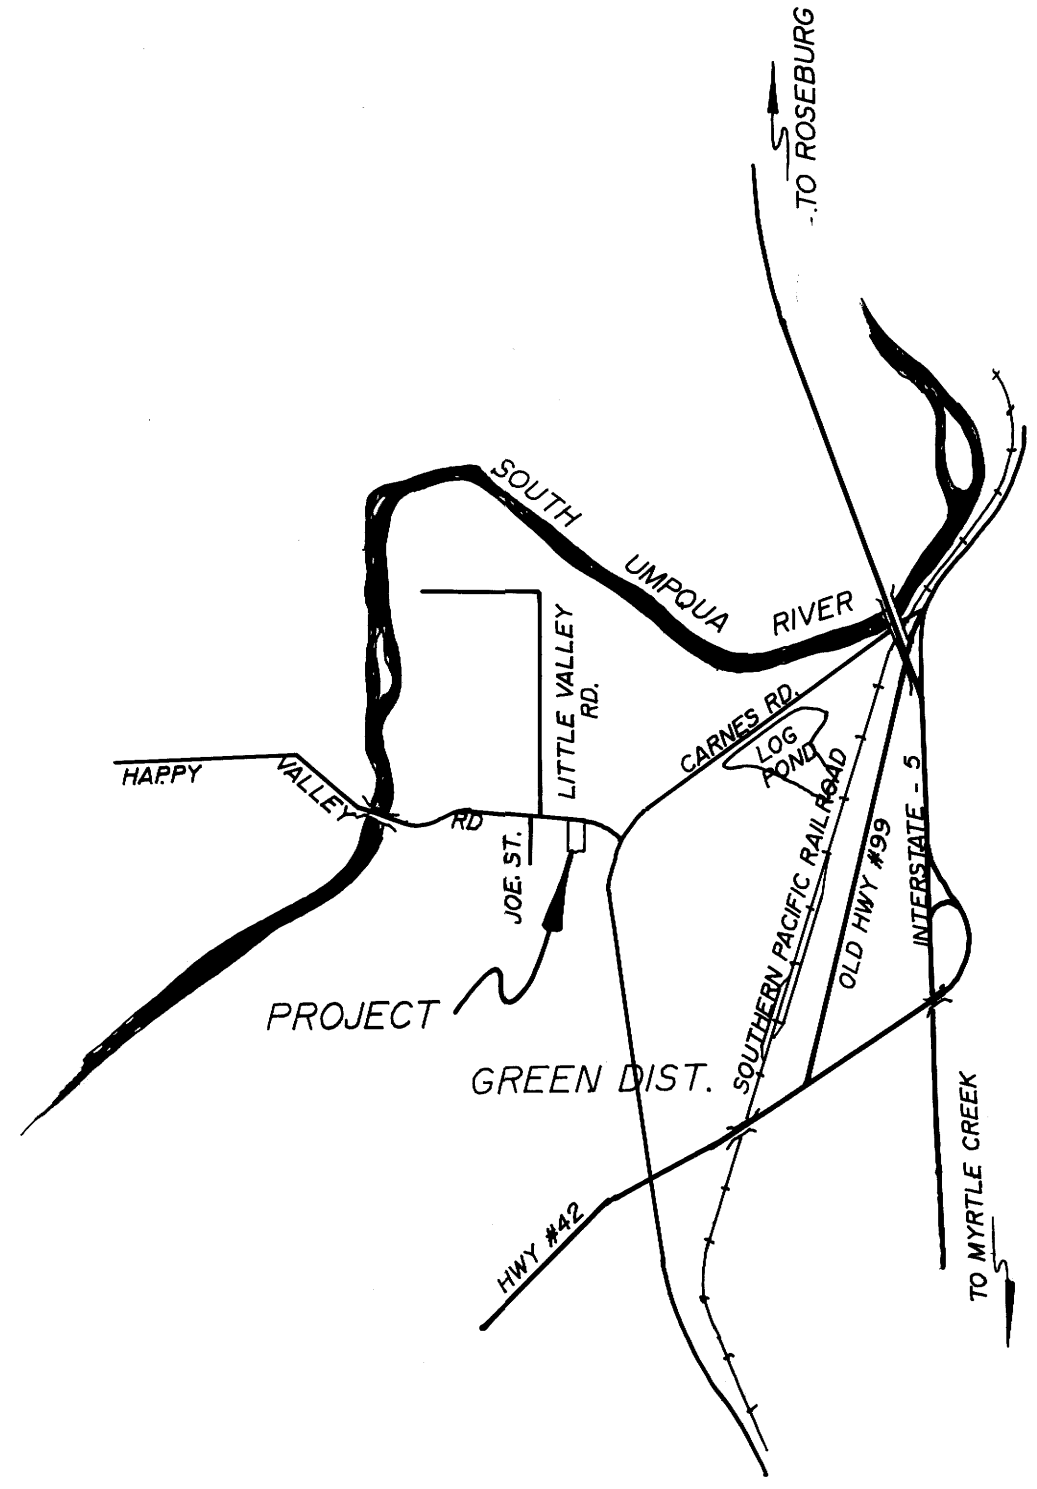 TO ROSEBURG
SOUTH
UMPQUA
RIVER
LITTLE VALLEY
RD.
CARNES RD.
LOG
POND
HAPPY
VALLEY
RD
JOE. ST.
SOUTHERN PACIFIC RAILROAD
OLD HWY #99
INTERSTATE - 5
PROJECT
GREEN DIST.
HWY #42
TO MYRTLE CREEK